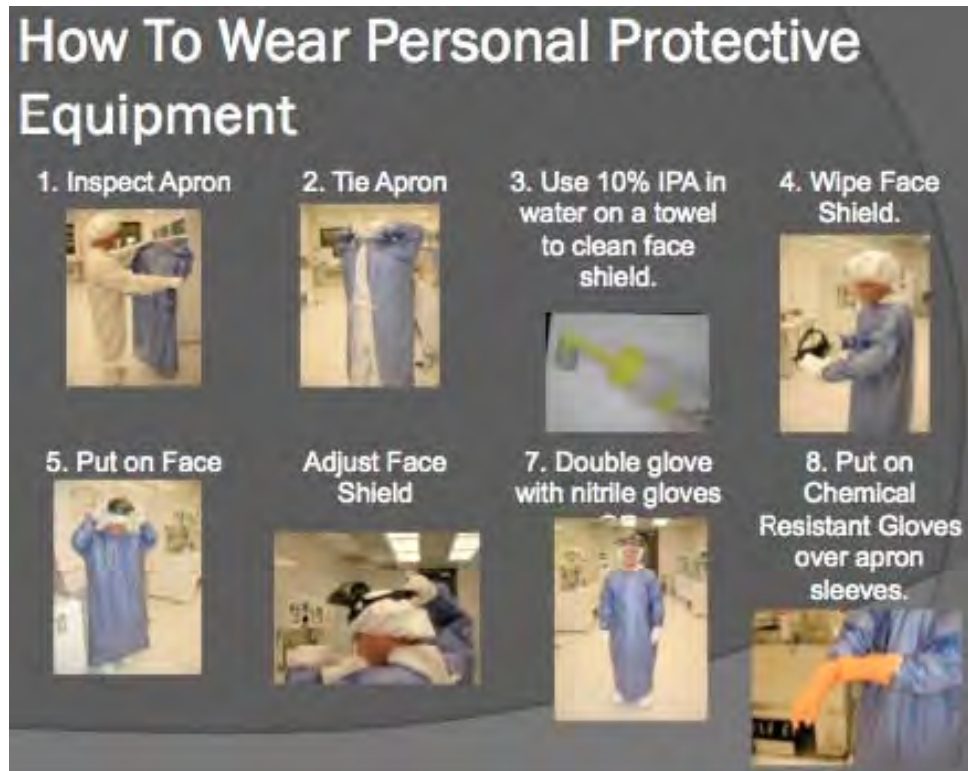 How To Wear Personal Protective
Equipment
1. Inspect Apron
2. Tie Apron
3. Use 10% IPA in
water on a towel
to clean face
shield.
4. Wipe Face
Shield.
5. Put on Face
Adjust Face
Shield
7. Double glove
with nitrile gloves
8. Put on
Chemical
Resistant Gloves
over apron
sleeves.